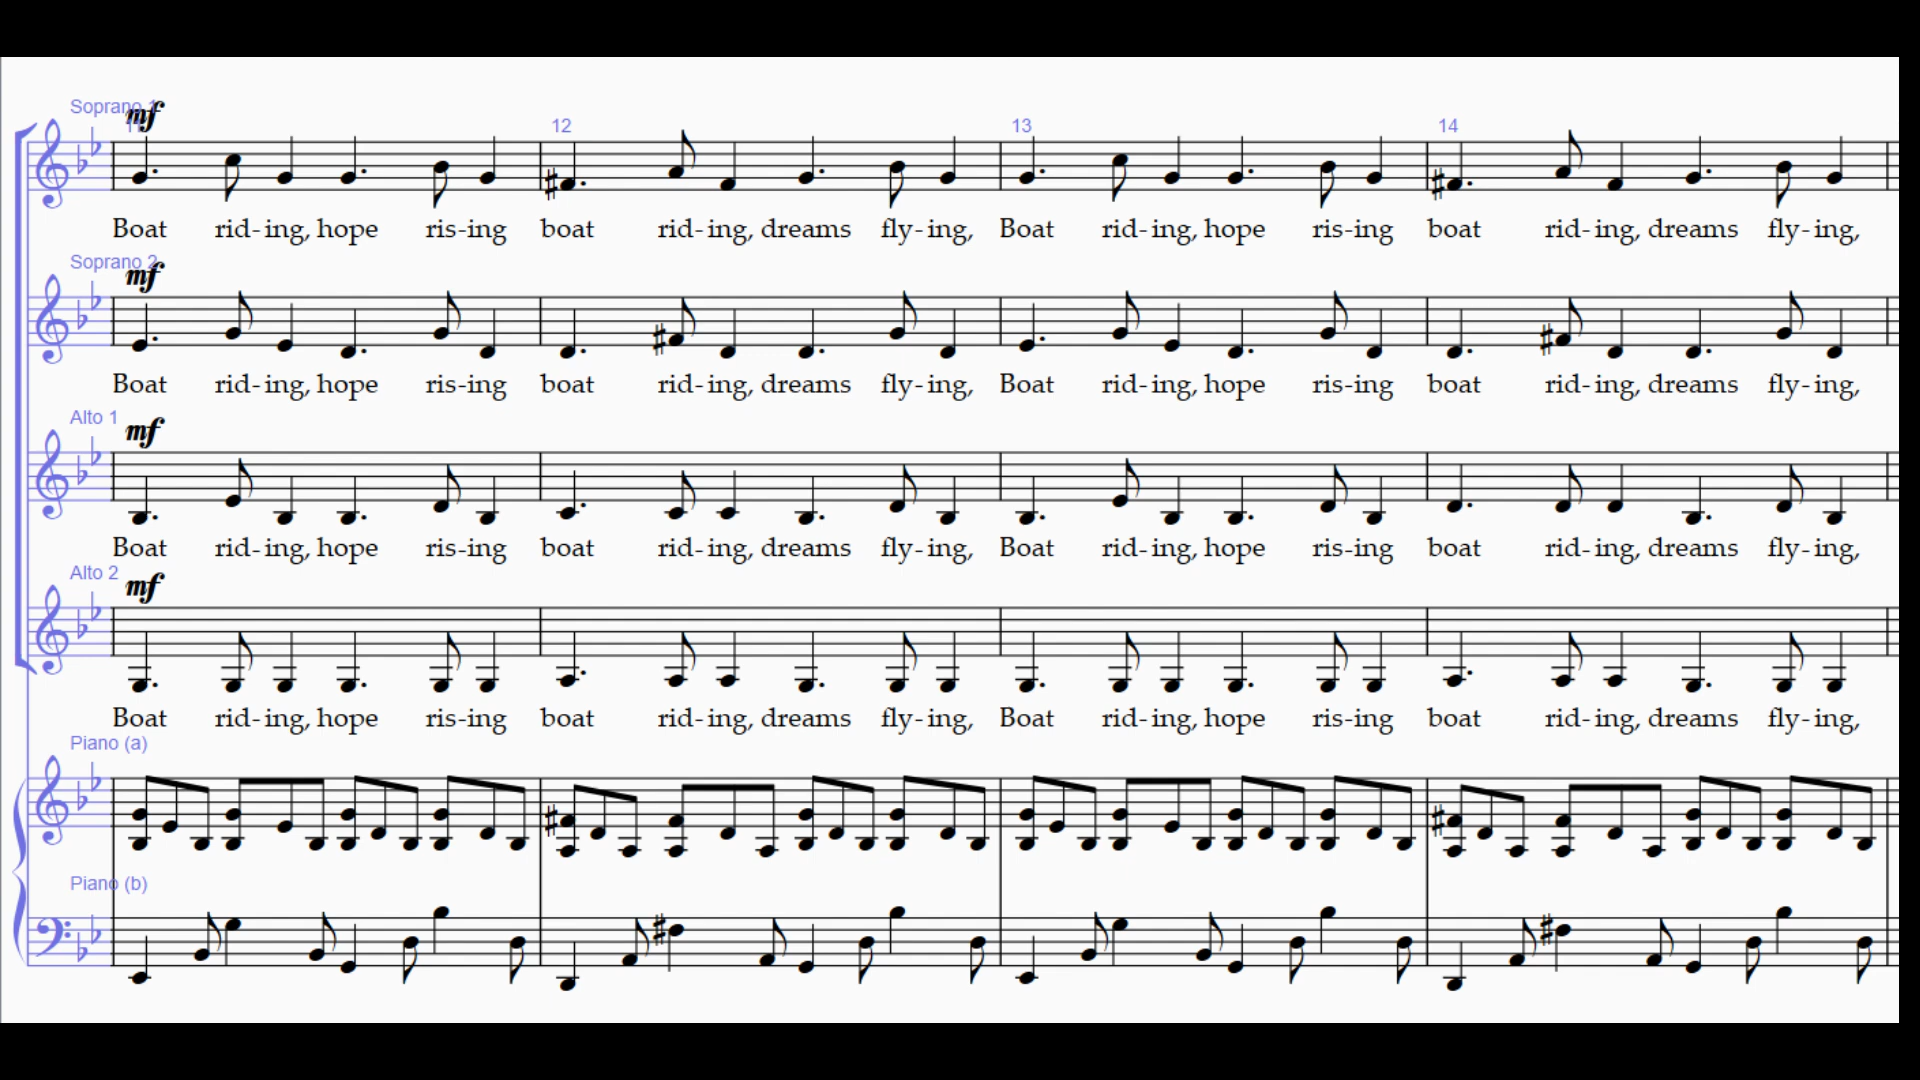 Soprano 1
mf
11 12 13 14
Boat rid-ing, hope ris-ing boat rid-ing, dreams fly-ing, Boat rid-ing, hope ris-ing boat rid-ing, dreams fly-ing,
Soprano 2
mf
Boat rid-ing, hope ris-ing boat rid-ing, dreams fly-ing, Boat rid-ing, hope ris-ing boat rid-ing, dreams fly-ing,
Alto 1
mf
Boat rid-ing, hope ris-ing boat rid-ing, dreams fly-ing, Boat rid-ing, hope ris-ing boat rid-ing, dreams fly-ing,
Alto 2
mf
Boat rid-ing, hope ris-ing boat rid-ing, dreams fly-ing, Boat rid-ing, hope ris-ing boat rid-ing, dreams fly-ing,
Piano (a)
Piano (b)